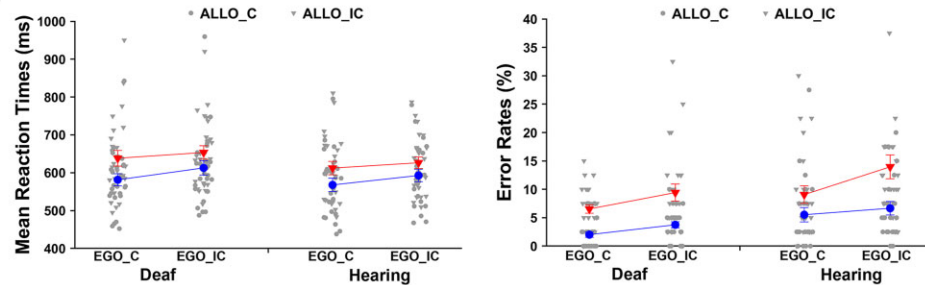 ALLO_C ALLO_IC
Mean Reaction Times (ms)
1000
900
800
700
600
500
400
EGO_C EGO_IC EGO_C EGO_IC
Deaf Hearing
ALLO_C ALLO_IC
Error Rates (%)
40
35
30
25
20
15
10
5
0
EGO_C EGO_IC EGO_C EGO_IC
Deaf Hearing